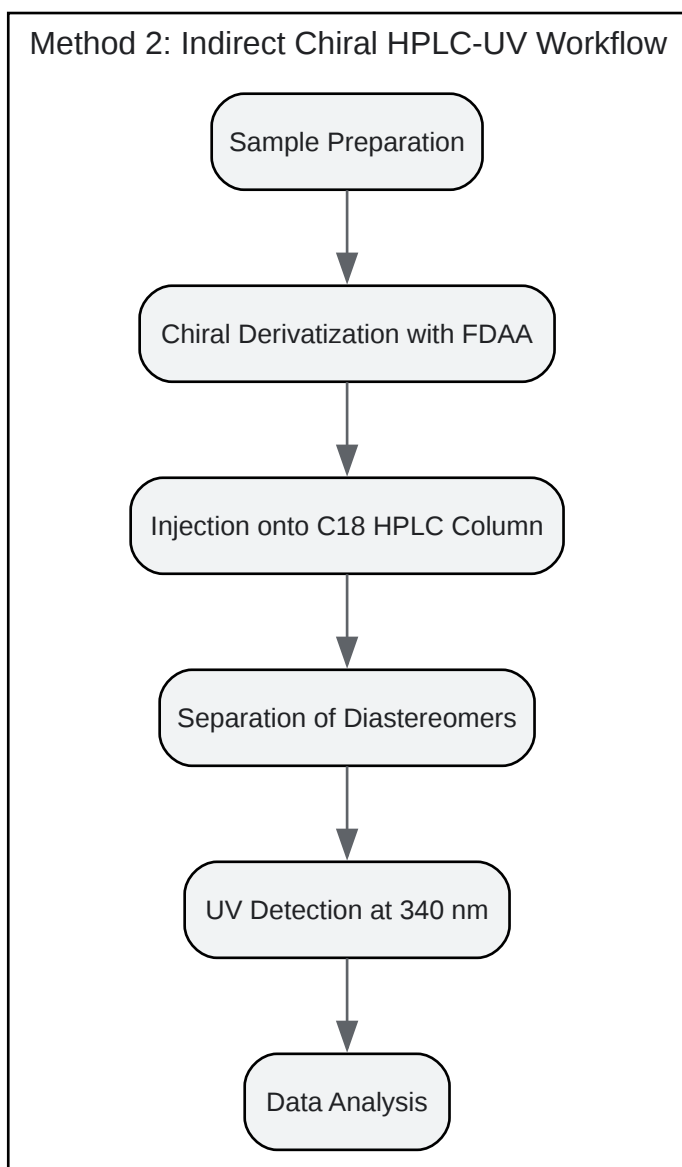 Method 2: Indirect Chiral HPLC-UV Workflow
Sample Preparation
Chiral Derivatization with FDAA
Injection onto C18 HPLC Column
Separation of Diastereomers
UV Detection at 340 nm
Data Analysis